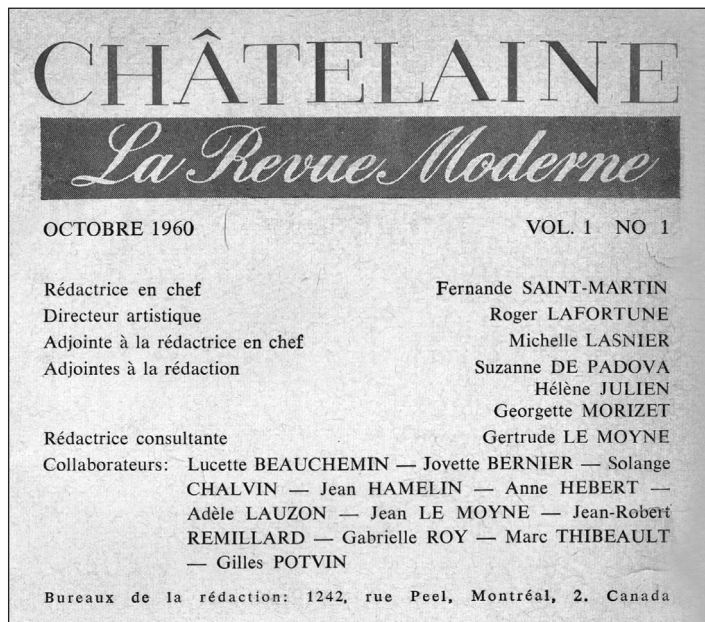 CHÂTELAINE
La Revue Moderne
OCTOBRE 1960 VOL. 1 NO 1
Rédactrice en chef Fernande SAINT-MARTIN
Directeur artistique Roger LAFORTUNE
Adjointe à la rédactrice en chef Michelle LASNIER
Adjointes à la rédaction Suzanne DE PADOVA
Hélène JULIEN
Georgette MORIZET
Rédactrice consultante Gertrude LE MOYNE
Collaborateurs: Lucette BEAUCHEMIN — Jovette BERNIER — Solange
CHALVIN — Jean HAMELIN — Anne HEBERT —
Adèle LAUZON — Jean LE MOYNE — Jean-Robert
REMILLARD — Gabrielle ROY — Marc THIBEAULT
— Gilles POTVIN
Bureaux de la rédaction: 1242, rue Peel, Montréal, 2. Canada